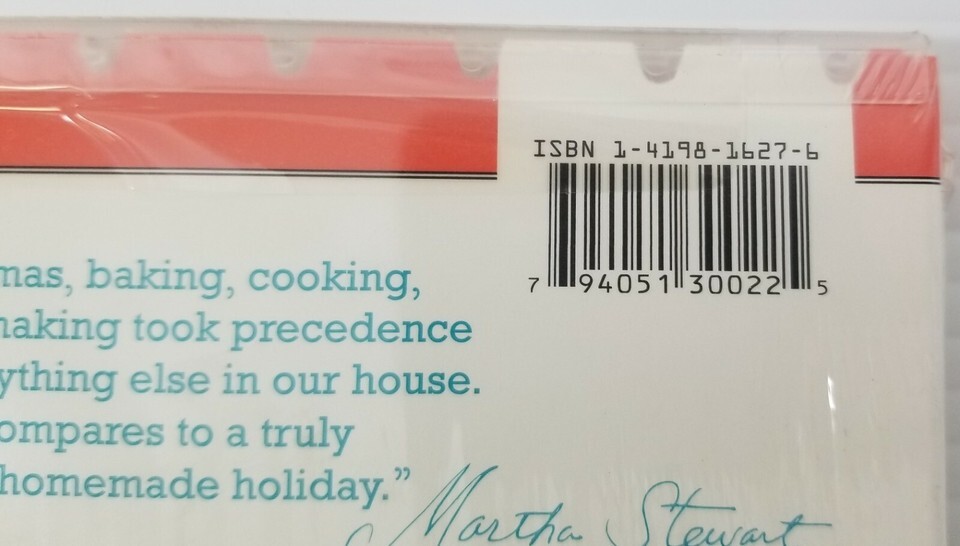 ISBN 1-4198-1627-6
7 94051 30022 5
mas, baking, cooking,
making took precedence
ything else in our house.
ompares to a truly
homemade holiday.”
Martha Stewart